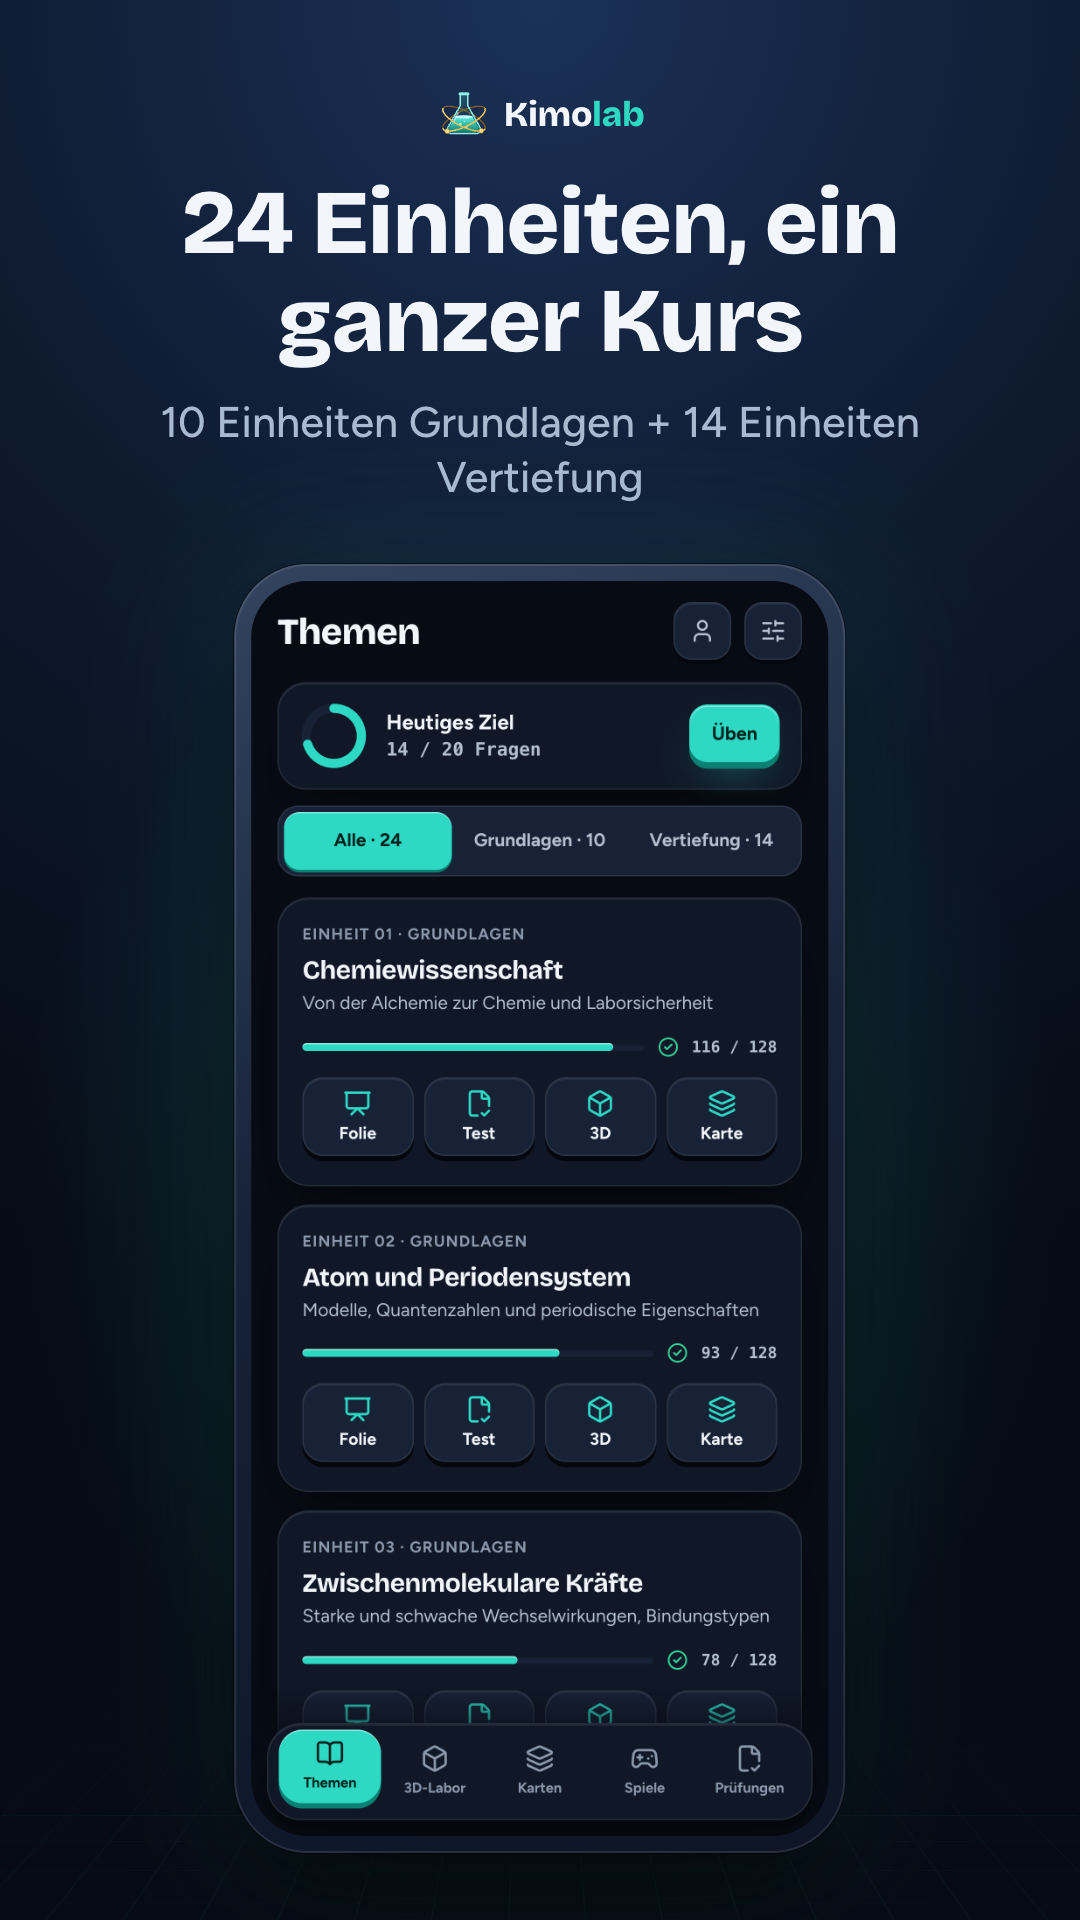 Kimolab
24 Einheiten, ein
ganzer Kurs
10 Einheiten Grundlagen + 14 Einheiten
Vertiefung
Themen
Heutiges Ziel
14 / 20 Fragen
Üben
Alle · 24
Grundlagen · 10
Vertiefung · 14
EINHEIT 01 · GRUNDLAGEN
Chemiewissenschaft
Von der Alchemie zur Chemie und Laborsicherheit
116 / 128
Folie
Test
3D
Karte
EINHEIT 02 · GRUNDLAGEN
Atom und Periodensystem
Modelle, Quantenzahlen und periodische Eigenschaften
93 / 128
Folie
Test
3D
Karte
EINHEIT 03 · GRUNDLAGEN
Zwischenmolekulare Kräfte
Starke und schwache Wechselwirkungen, Bindungstypen
78 / 128
Themen
3D-Labor
Karten
Spiele
Prüfungen